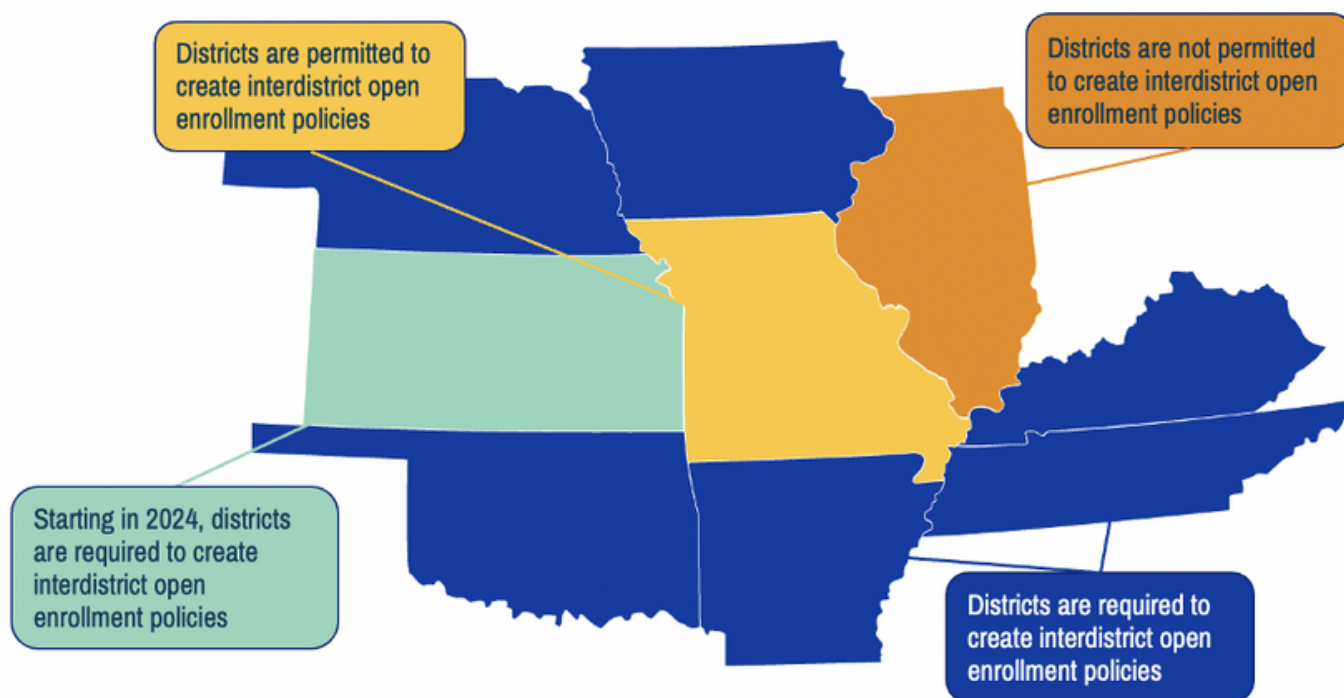 Districts are permitted to
create interdistrict open
enrollment policies
Districts are not permitted
to create interdistrict open
enrollment policies
Starting in 2024, districts
are required to create
interdistrict open
enrollment policies
Districts are required to
create interdistrict open
enrollment policies